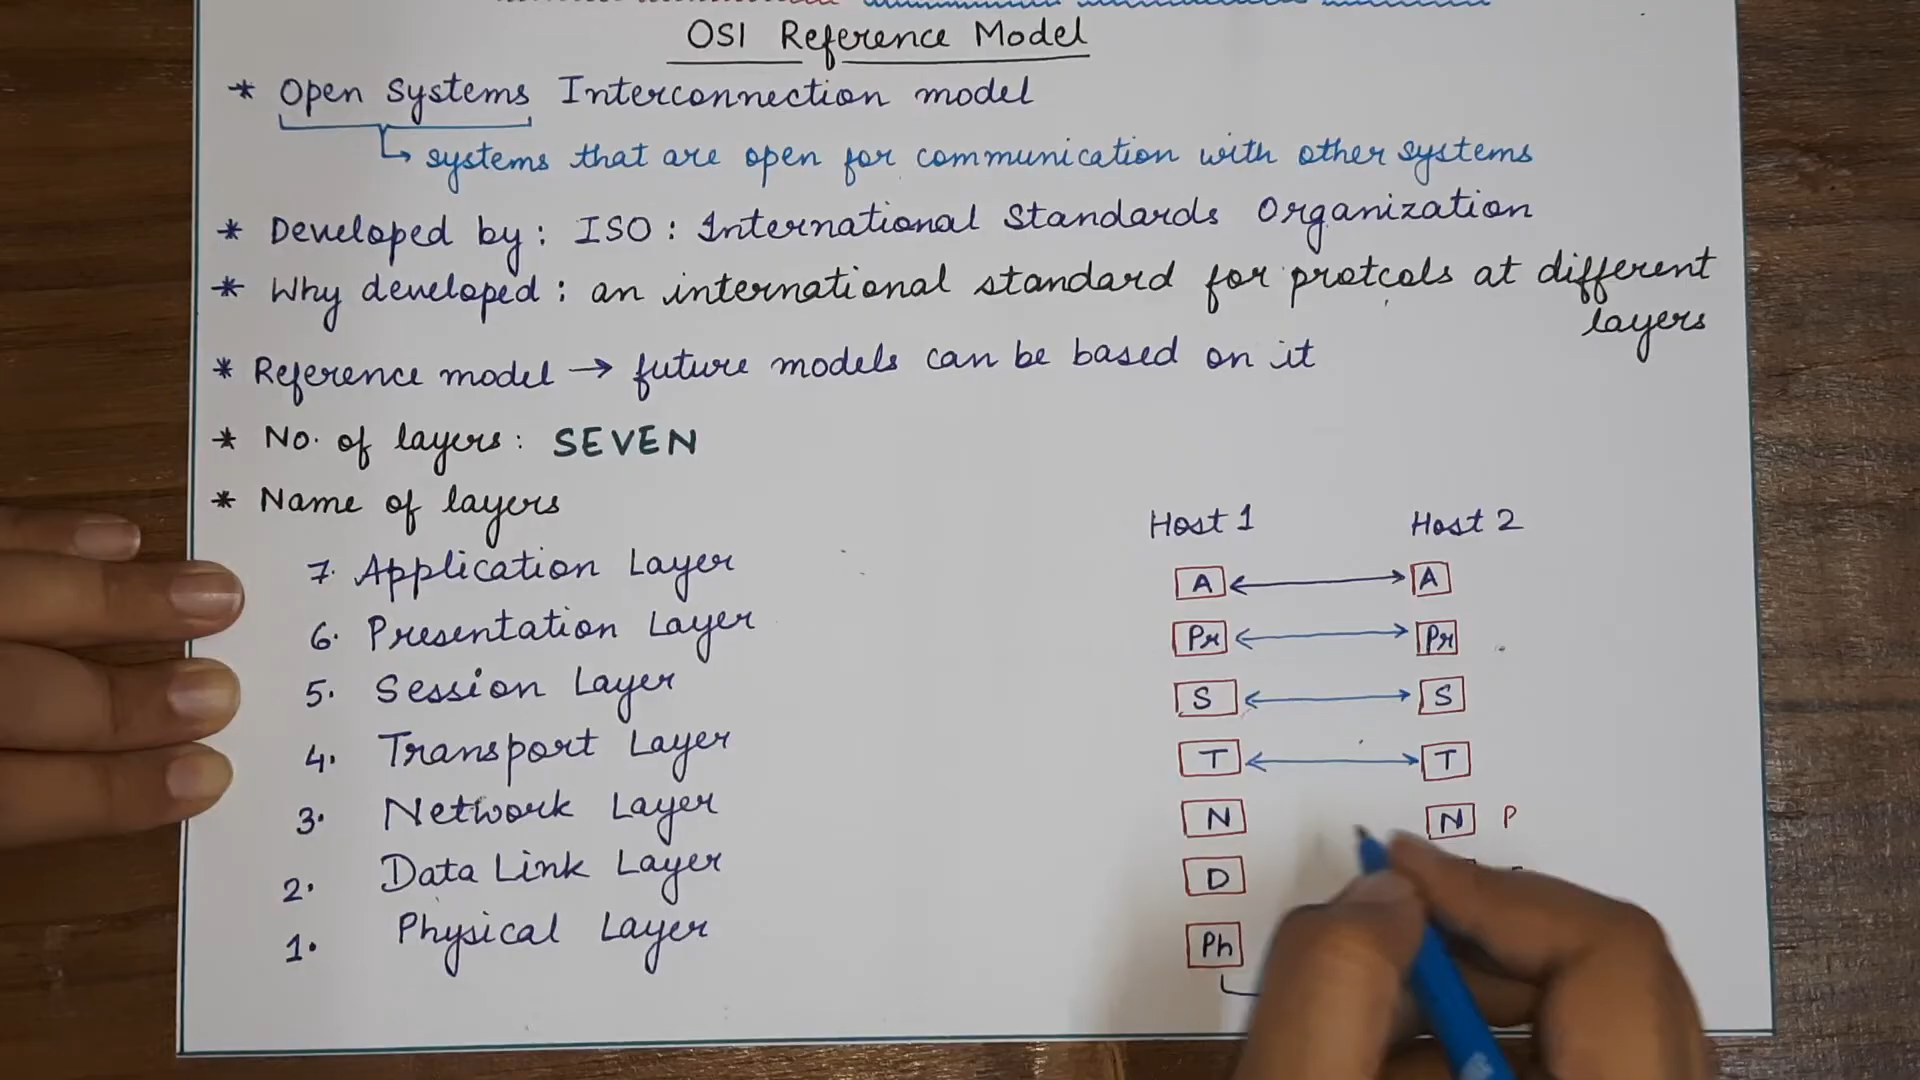 OSI Reference Model
* Open Systems Interconnection model
systems that are open for communication with other systems
* Developed by: ISO: International Standards Organization
* Why developed: an international standard for protcols at different
layers
* Reference model → future models can be based on it
* No. of layers: SEVEN
* Name of layers
Host 1 Host 2
7. Application Layer
A A
6. Presentation Layer
Pr Pr
5. Session Layer
S S
4. Transport Layer
T T
3. Network Layer
N N P
2. Data Link Layer
D
1. Physical Layer
Ph